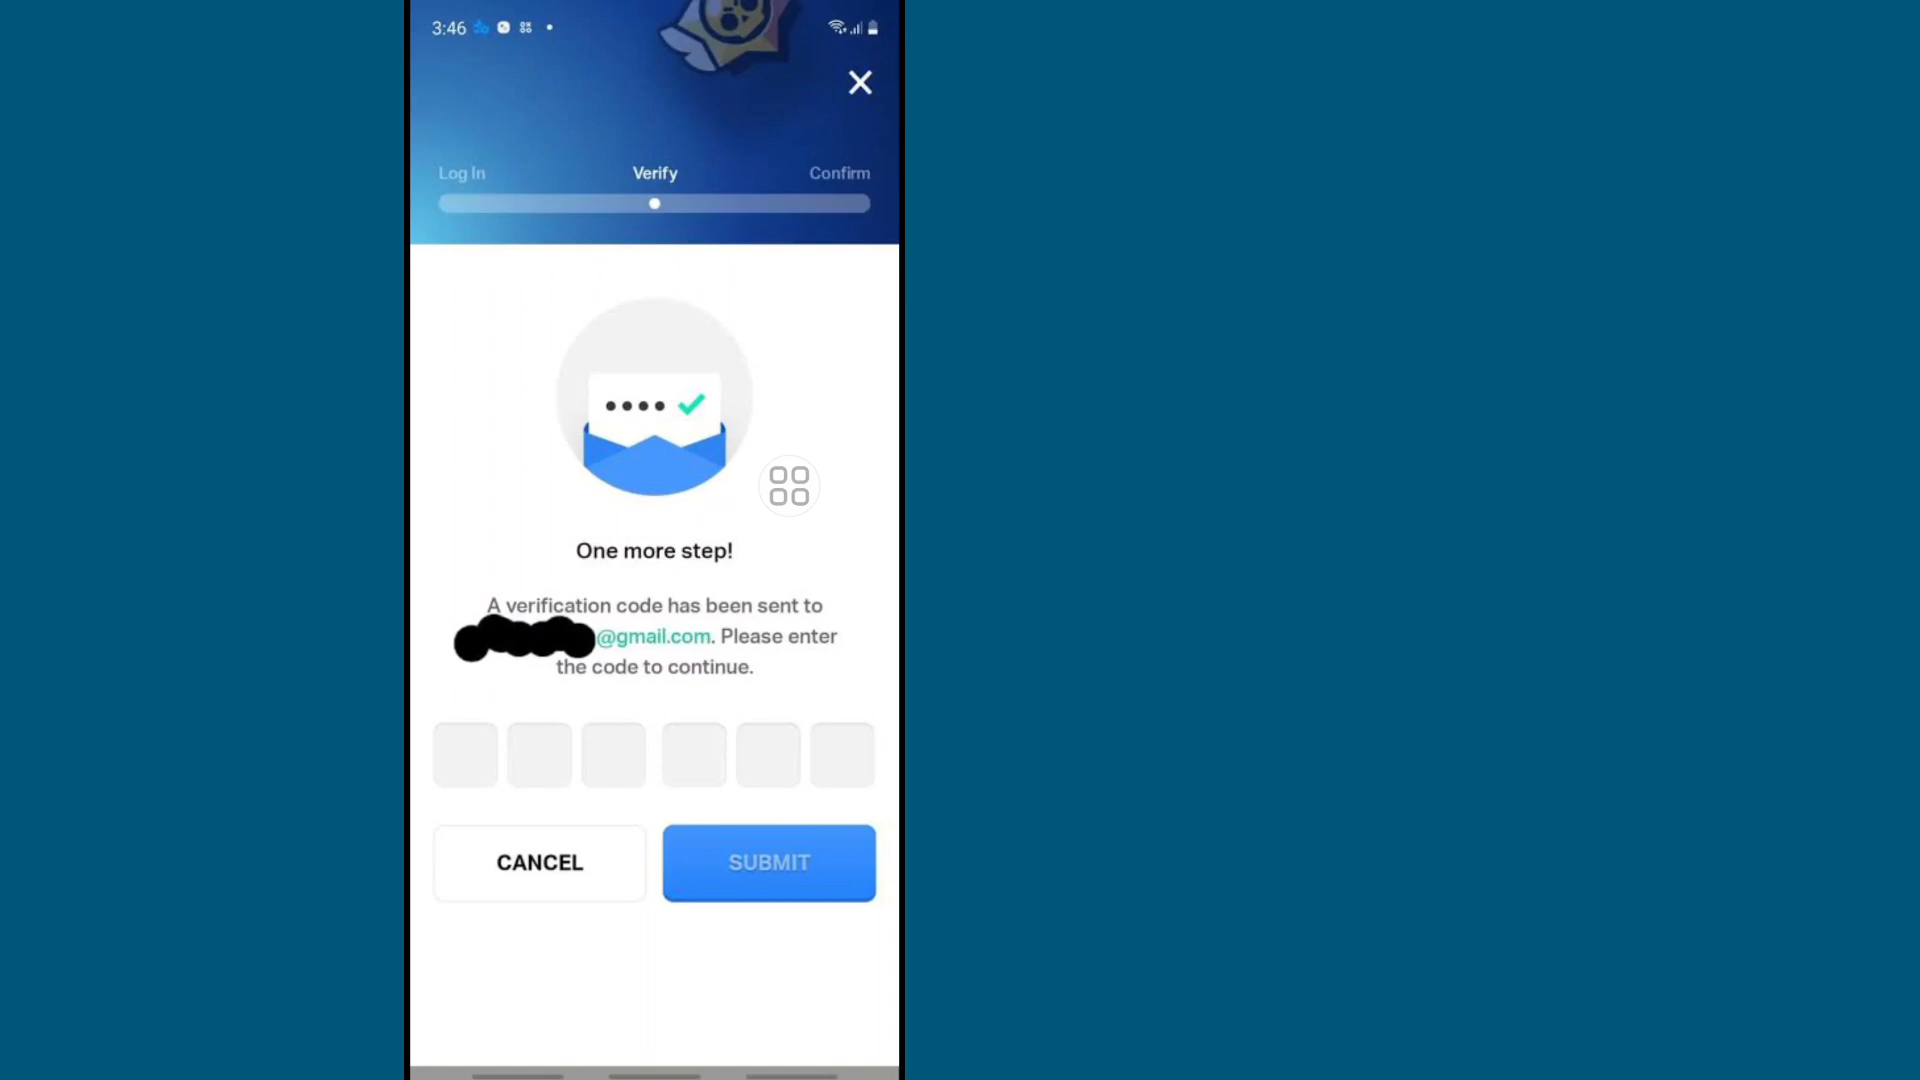 3:46
Log In Verify Confirm
One more step!
A verification code has been sent to
@gmail.com. Please enter
the code to continue.
CANCEL SUBMIT